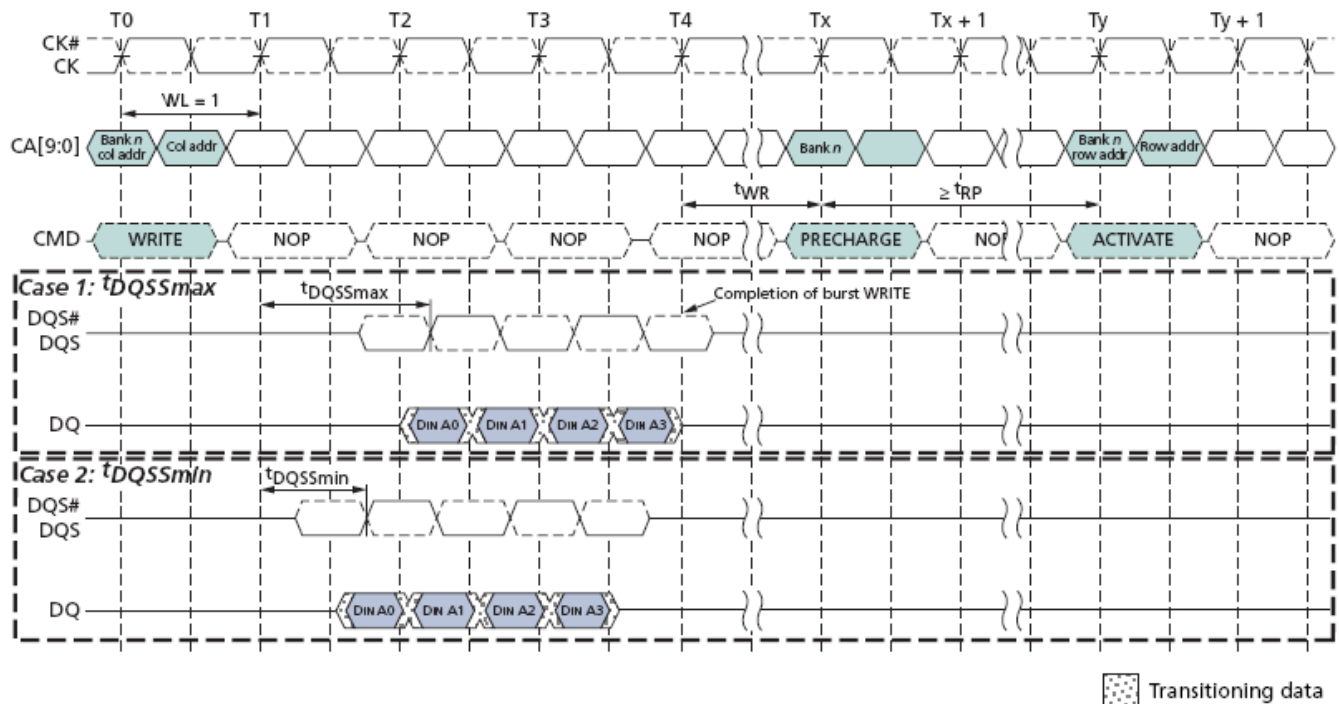 T0 T1 T2 T3 T4 Tx Tx + 1 Ty Ty + 1
CK#
CK
WL = 1
CA[9:0] Bank n col addr Col addr Bank n Bank n row addr Row addr
tWR ≥ tRP
CMD WRITE NOP NOP NOP NOP PRECHARGE NOP ACTIVATE NOP
Case 1: tDQSSmax
tDQSSmax
Completion of burst WRITE
DQS#
DQS
DQ DIN A0 DIN A1 DIN A2 DIN A3
Case 2: tDQSSmin
tDQSSmin
DQS#
DQS
DQ DIN A0 DIN A1 DIN A2 DIN A3
Transitioning data